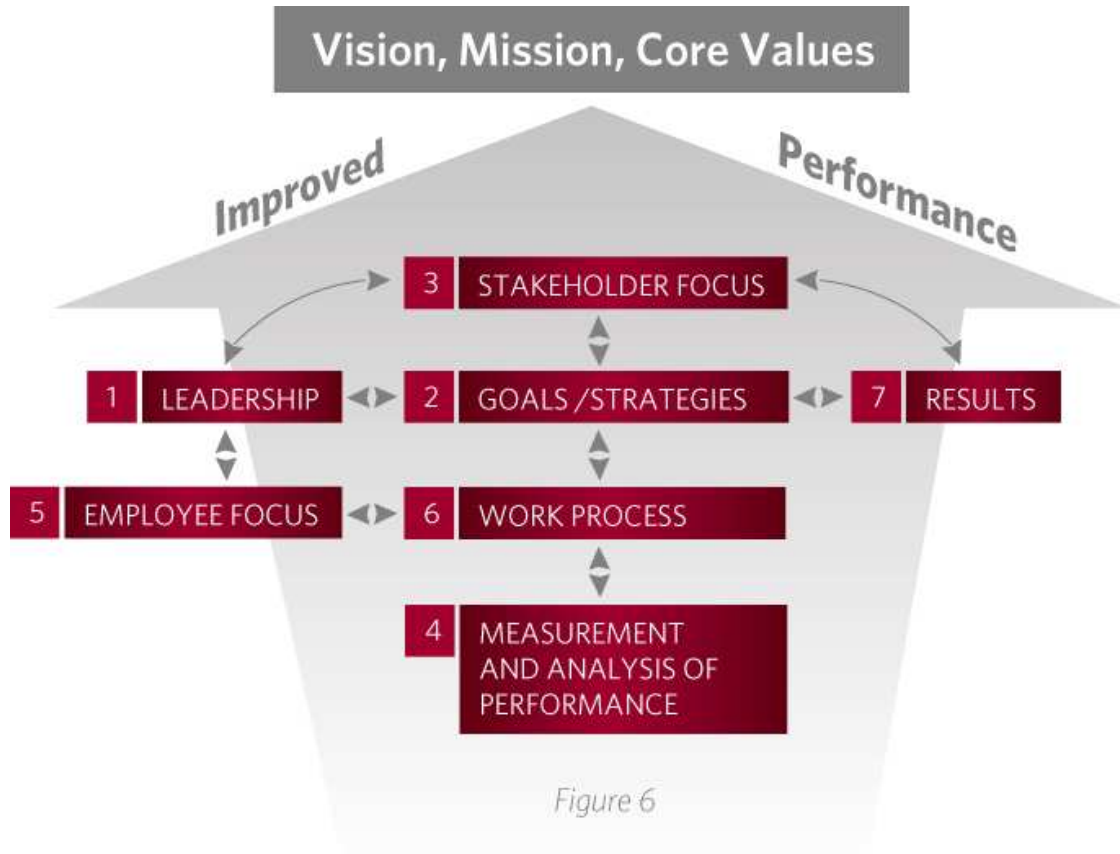 Vision, Mission, Core Values
Improved
Performance
3 STAKEHOLDER FOCUS
1 LEADERSHIP
2 GOALS /STRATEGIES
7 RESULTS
5 EMPLOYEE FOCUS
6 WORK PROCESS
4 MEASUREMENT
AND ANALYSIS OF
PERFORMANCE
Figure 6